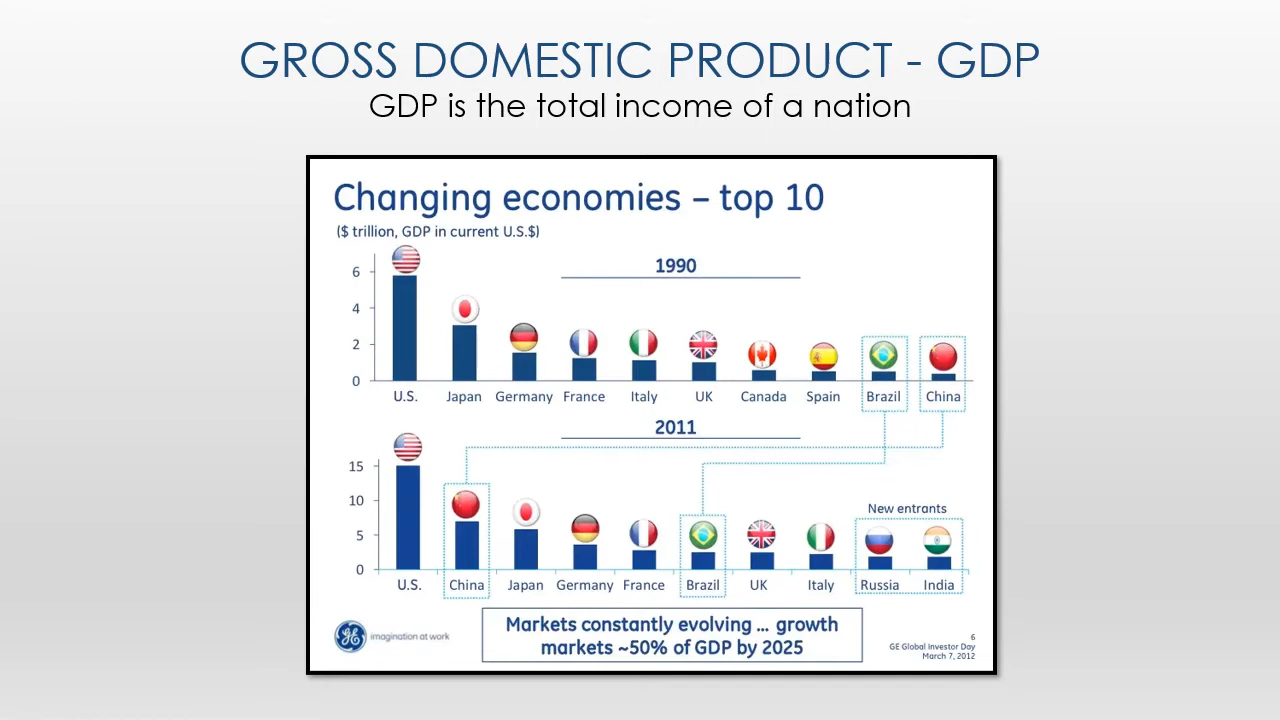 GROSS DOMESTIC PRODUCT - GDP
GDP is the total income of a nation
Changing economies – top 10
($ trillion, GDP in current U.S.$)
1990
6
4
2
0
U.S. Japan Germany France Italy UK Canada Spain Brazil China
2011
15
10
5
0
New entrants
U.S. China Japan Germany France Brazil UK Italy Russia India
GE imagination at work
Markets constantly evolving ... growth
markets ~50% of GDP by 2025
6
GE Global Investor Day
March 7, 2012